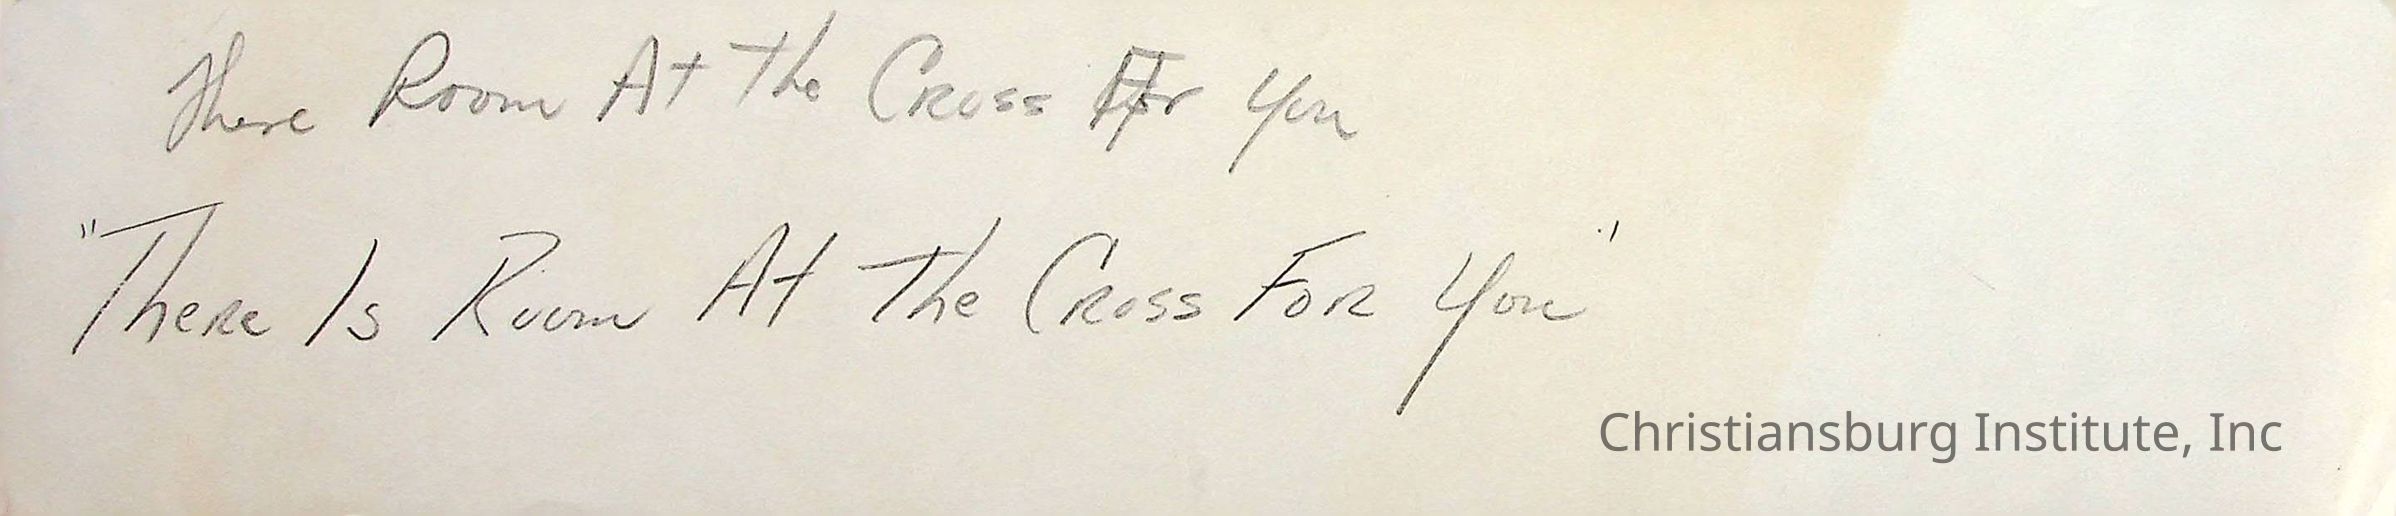 There Room At The Cross For You
"There Is Room At The Cross For You"
Christiansburg Institute, Inc